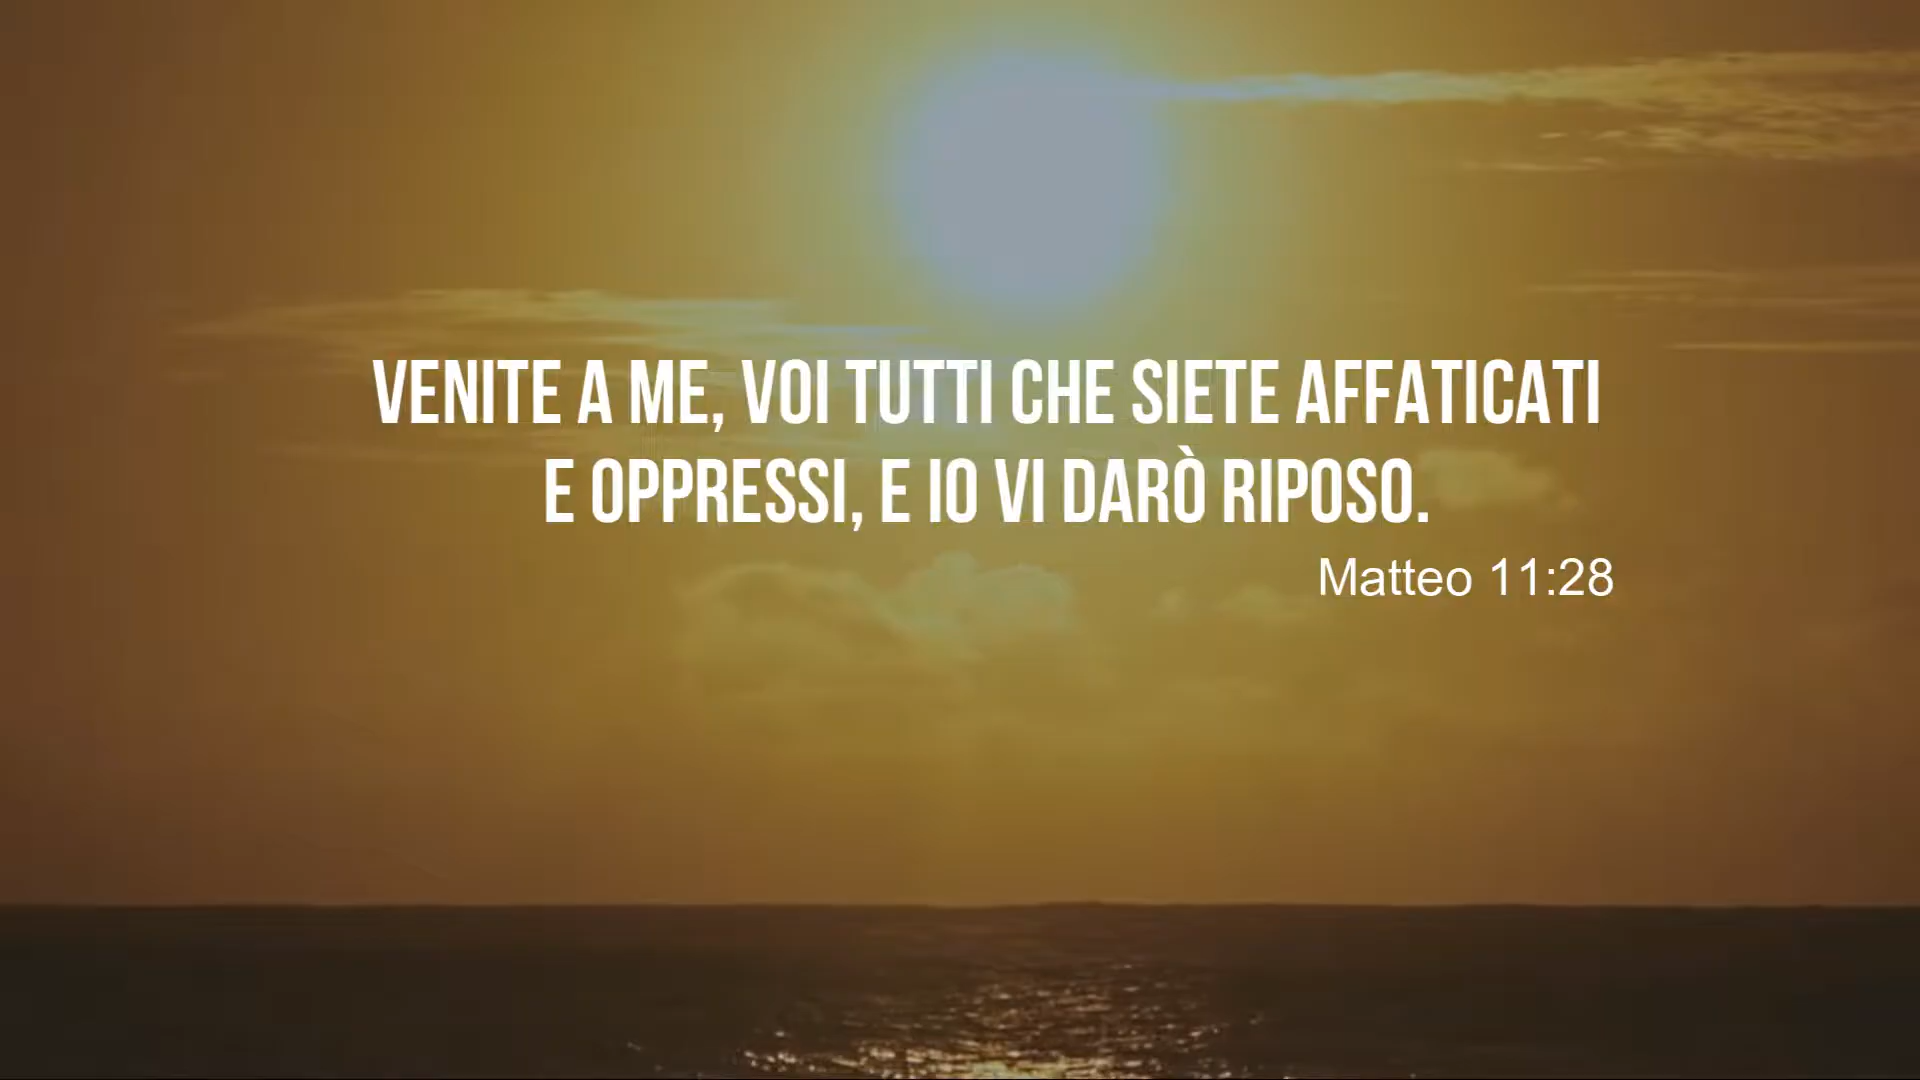 VENITE A ME, VOI TUTTI CHE SIETE AFFATICATI
E OPPRESSI, E IO VI DARÒ RIPOSO.
Matteo 11:28